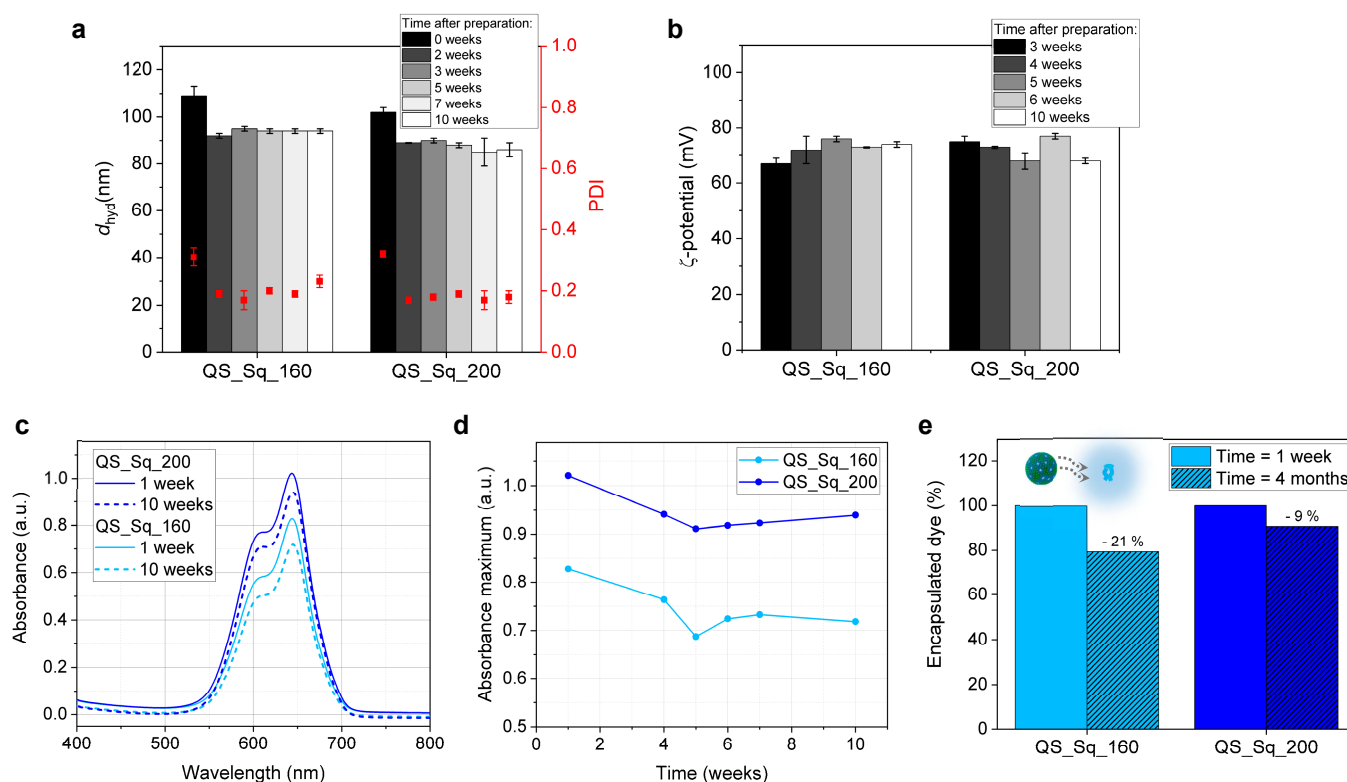 a
Time after preparation:
0 weeks
2 weeks
3 weeks
5 weeks
7 weeks
10 weeks
120
100
80
60
40
20
0
d_hyd(nm)
1.0
0.8
0.6
0.4
0.2
0.0
PDI
QS_Sq_160
QS_Sq_200
b
Time after preparation:
3 weeks
4 weeks
5 weeks
6 weeks
10 weeks
100
80
60
40
20
0
ζ-potential (mV)
QS_Sq_160
QS_Sq_200
c
QS_Sq_200
1 week
10 weeks
QS_Sq_160
1 week
10 weeks
1.0
0.8
0.6
0.4
0.2
0.0
Absorbance (a.u.)
400
500
600
700
800
Wavelength (nm)
d
QS_Sq_160
QS_Sq_200
1.0
0.9
0.8
0.7
0.6
0.5
Absorbance maximum (a.u.)
0
2
4
6
8
10
Time (weeks)
e
Time = 1 week
Time = 4 months
120
100
80
60
40
20
0
Encapsulated dye (%)
- 21 %
- 9 %
QS_Sq_160
QS_Sq_200